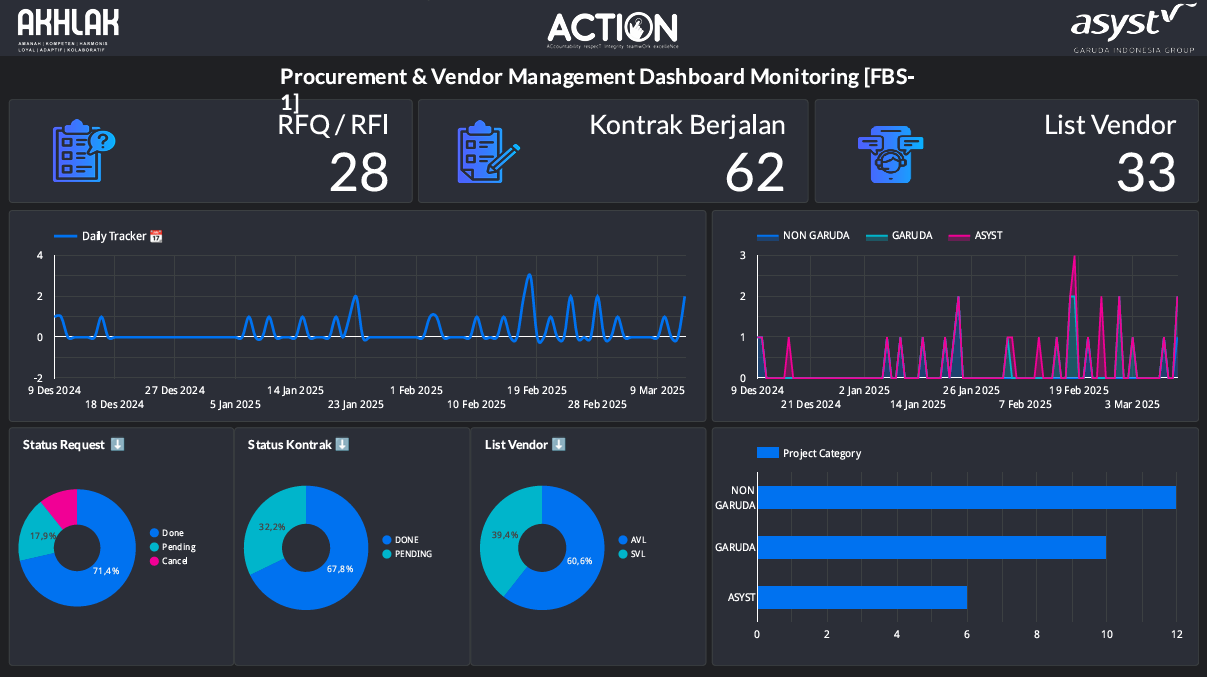 AKHLAK
AMANAH | KOMPETEN | HARMONIS
LOYAL | ADAPTIF | KOLABORATIF
ACTION
ACcountability respecT Integrity teamwOrk excelleNce
asyst
GARUDA INDONESIA GROUP
Procurement & Vendor Management Dashboard Monitoring [FBS-
1]
RFQ / RFI
28
Kontrak Berjalan
62
List Vendor
33
Daily Tracker 📅
4
2
0
-2
9 Des 2024
18 Des 2024
27 Des 2024
5 Jan 2025
14 Jan 2025
23 Jan 2025
1 Feb 2025
10 Feb 2025
19 Feb 2025
28 Feb 2025
9 Mar 2025
NON GARUDA GARUDA ASYST
3
2
1
0
9 Des 2024
21 Des 2024
2 Jan 2025
14 Jan 2025
26 Jan 2025
7 Feb 2025
19 Feb 2025
3 Mar 2025
Status Request ⬇️
17,9%
71,4%
Done
Pending
Cancel
Status Kontrak ⬇️
32,2%
67,8%
DONE
PENDING
List Vendor ⬇️
39,4%
60,6%
AVL
SVL
Project Category
NON
GARUDA
GARUDA
ASYST
0 2 4 6 8 10 12